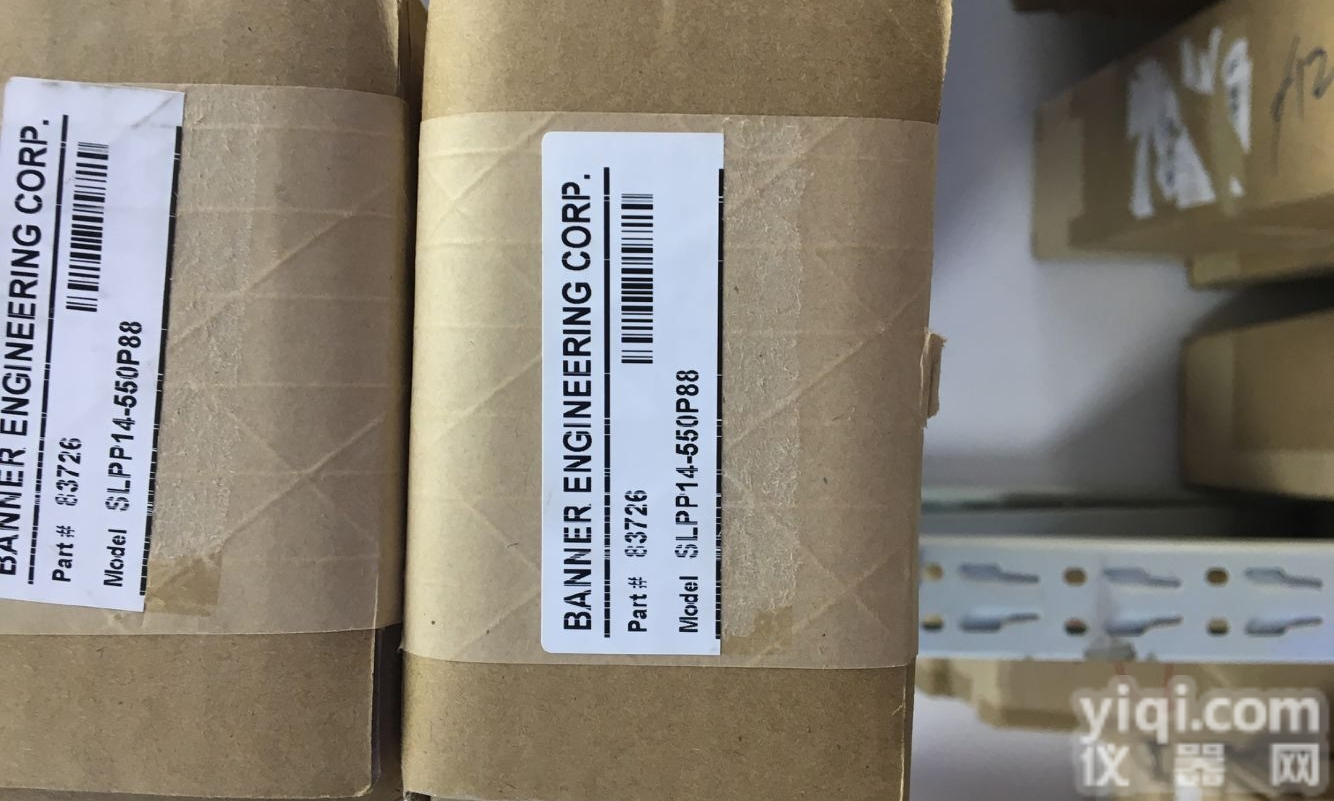 BANNER ENGINEERING CORP.
Part # 83726
Model SLPP14-550P88
BANNER ENGINEERING CORP.
Part # 83726
Model SLPP14-550P88
yiqi.com
仪器网